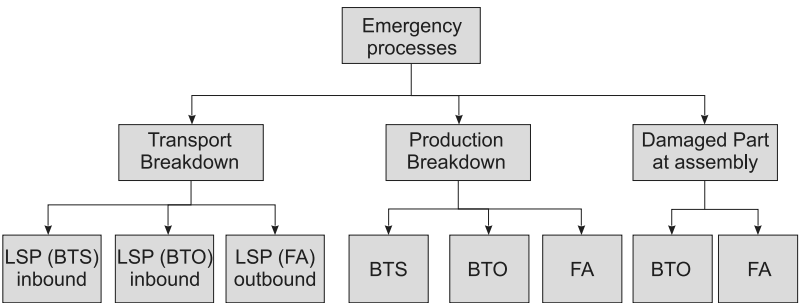 Emergency
processes
Transport
Breakdown
Production
Breakdown
Damaged Part
at assembly
LSP (BTS)
inbound
LSP (BTO)
inbound
LSP (FA)
outbound
BTS
BTO
FA
BTO
FA